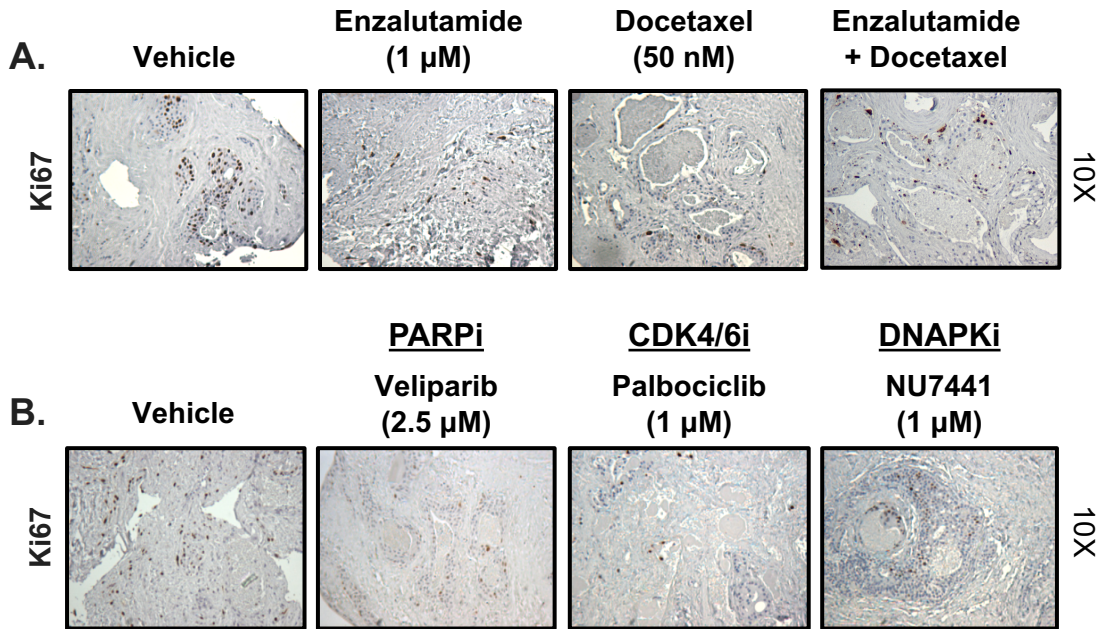 A.
Vehicle
Enzalutamide
(1 µM)
Docetaxel
(50 nM)
Enzalutamide
+ Docetaxel
Ki67
10X
PARPi
CDK4/6i
DNAPKi
B.
Vehicle
Veliparib
(2.5 µM)
Palbociclib
(1 µM)
NU7441
(1 µM)
Ki67
10X